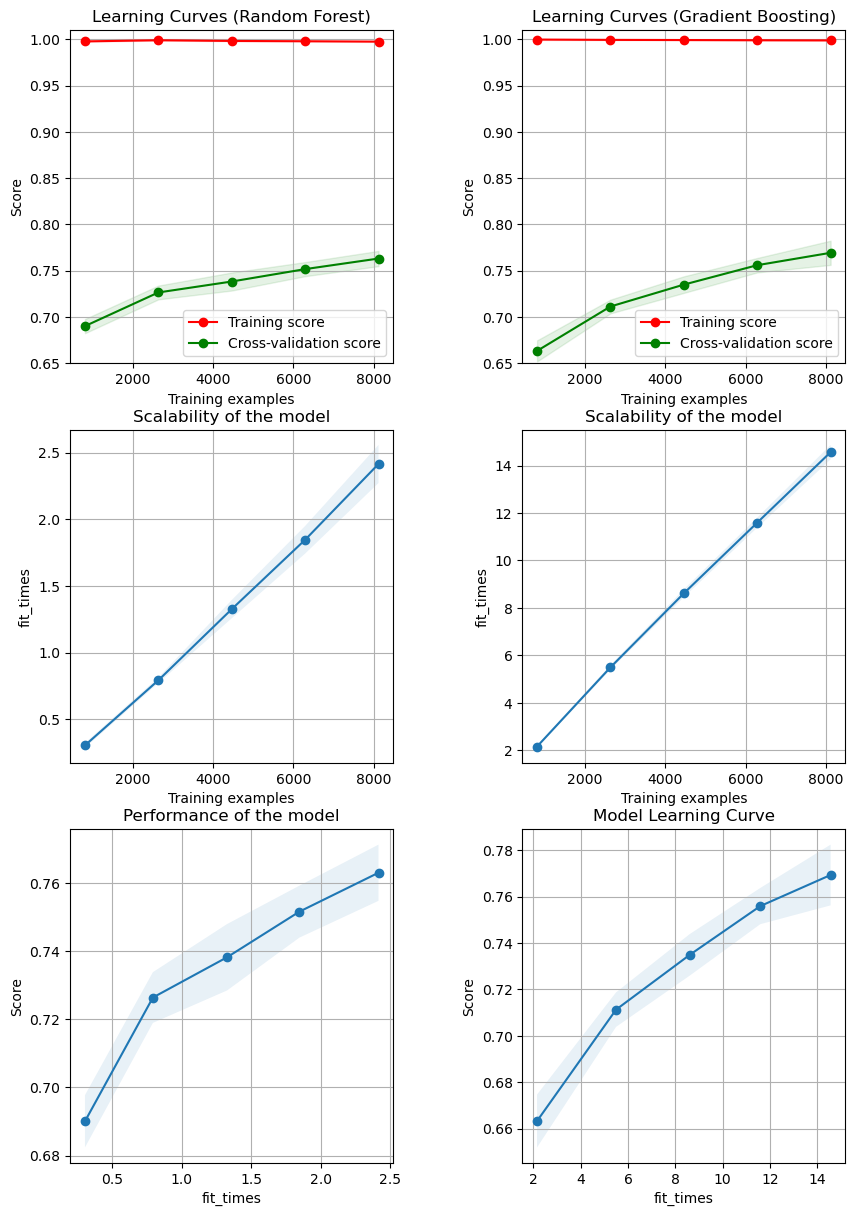 Learning Curves (Random Forest)
1.00
0.95
0.90
0.85
0.80
0.75
0.70
0.65
Score
Training score
Cross-validation score
2000 4000 6000 8000
Training examples
Learning Curves (Gradient Boosting)
1.00
0.95
0.90
0.85
0.80
0.75
0.70
0.65
Score
Training score
Cross-validation score
2000 4000 6000 8000
Training examples
Scalability of the model
2.5
2.0
1.5
1.0
0.5
fit_times
2000 4000 6000 8000
Training examples
Scalability of the model
14
12
10
8
6
4
2
fit_times
2000 4000 6000 8000
Training examples
Performance of the model
0.76
0.74
0.72
0.70
0.68
Score
0.5 1.0 1.5 2.0 2.5
fit_times
Model Learning Curve
0.78
0.76
0.74
0.72
0.70
0.68
0.66
Score
2 4 6 8 10 12 14
fit_times